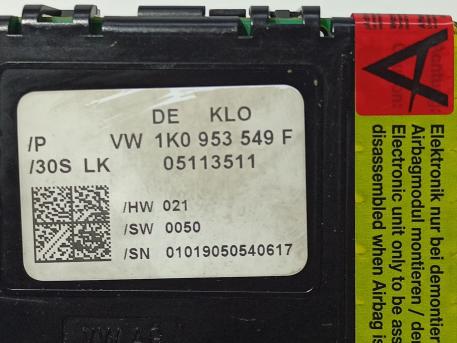 DE KLO
/P VW 1K0 953 549 F
/30S LK 05113511
/HW 021
/SW 0050
/SN 01019050540617
Elektronik nur bei demontier
Airbagmodul montieren / de
Electronic unit only to be ass
disassembled when Airbag is